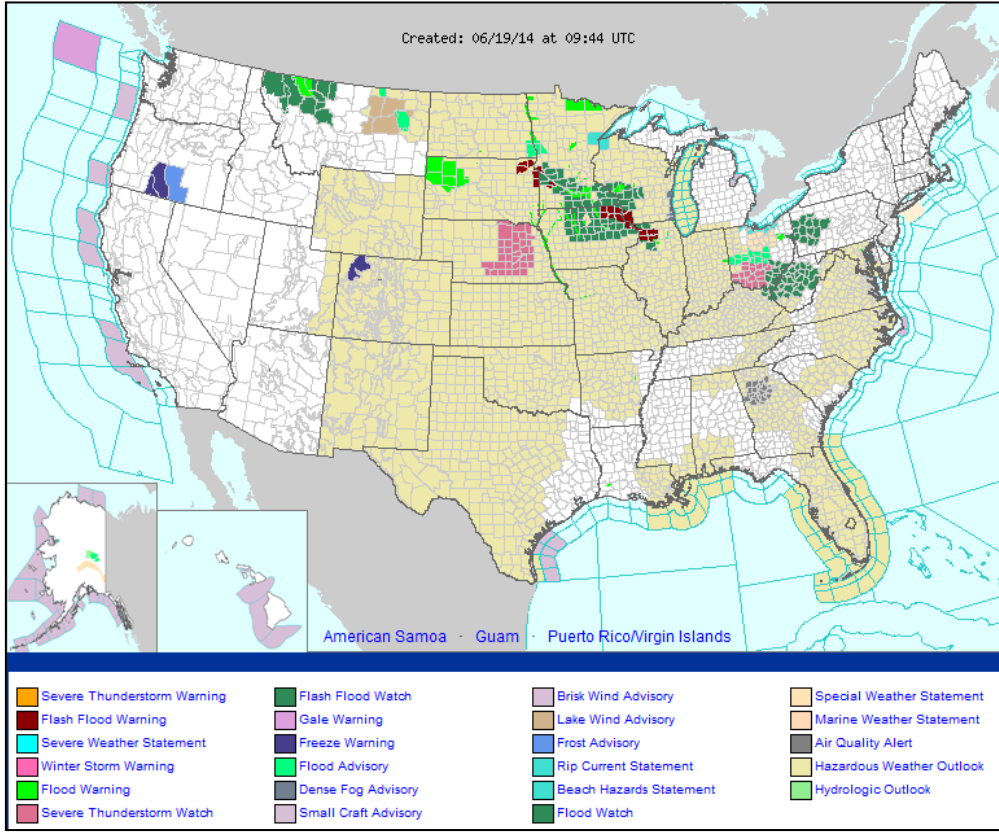 Created: 06/19/14 at 09:44 UTC
American Samoa · Guam · Puerto Rico/Virgin Islands
Severe Thunderstorm Warning
Flash Flood Warning
Severe Weather Statement
Winter Storm Warning
Flood Warning
Severe Thunderstorm Watch
Flash Flood Watch
Gale Warning
Freeze Warning
Flood Advisory
Dense Fog Advisory
Small Craft Advisory
Brisk Wind Advisory
Lake Wind Advisory
Frost Advisory
Rip Current Statement
Beach Hazards Statement
Flood Watch
Special Weather Statement
Marine Weather Statement
Air Quality Alert
Hazardous Weather Outlook
Hydrologic Outlook